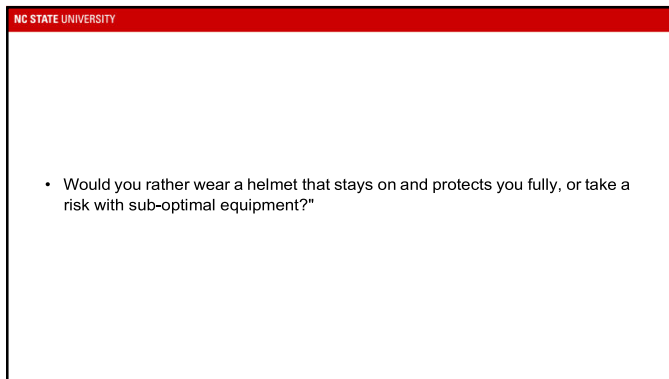 NC STATE UNIVERSITY
• Would you rather wear a helmet that stays on and protects you fully, or take a
risk with sub-optimal equipment?"